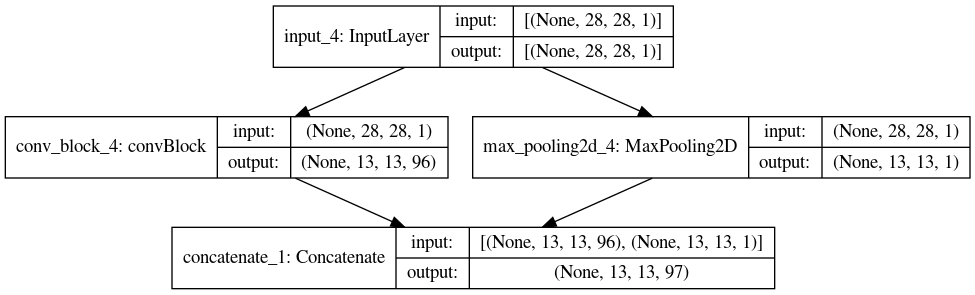 input_4: InputLayer
input:
[(None, 28, 28, 1)]
output:
[(None, 28, 28, 1)]
conv_block_4: convBlock
input:
(None, 28, 28, 1)
output:
(None, 13, 13, 96)
max_pooling2d_4: MaxPooling2D
input:
(None, 28, 28, 1)
output:
(None, 13, 13, 1)
concatenate_1: Concatenate
input:
[(None, 13, 13, 96), (None, 13, 13, 1)]
output:
(None, 13, 13, 97)